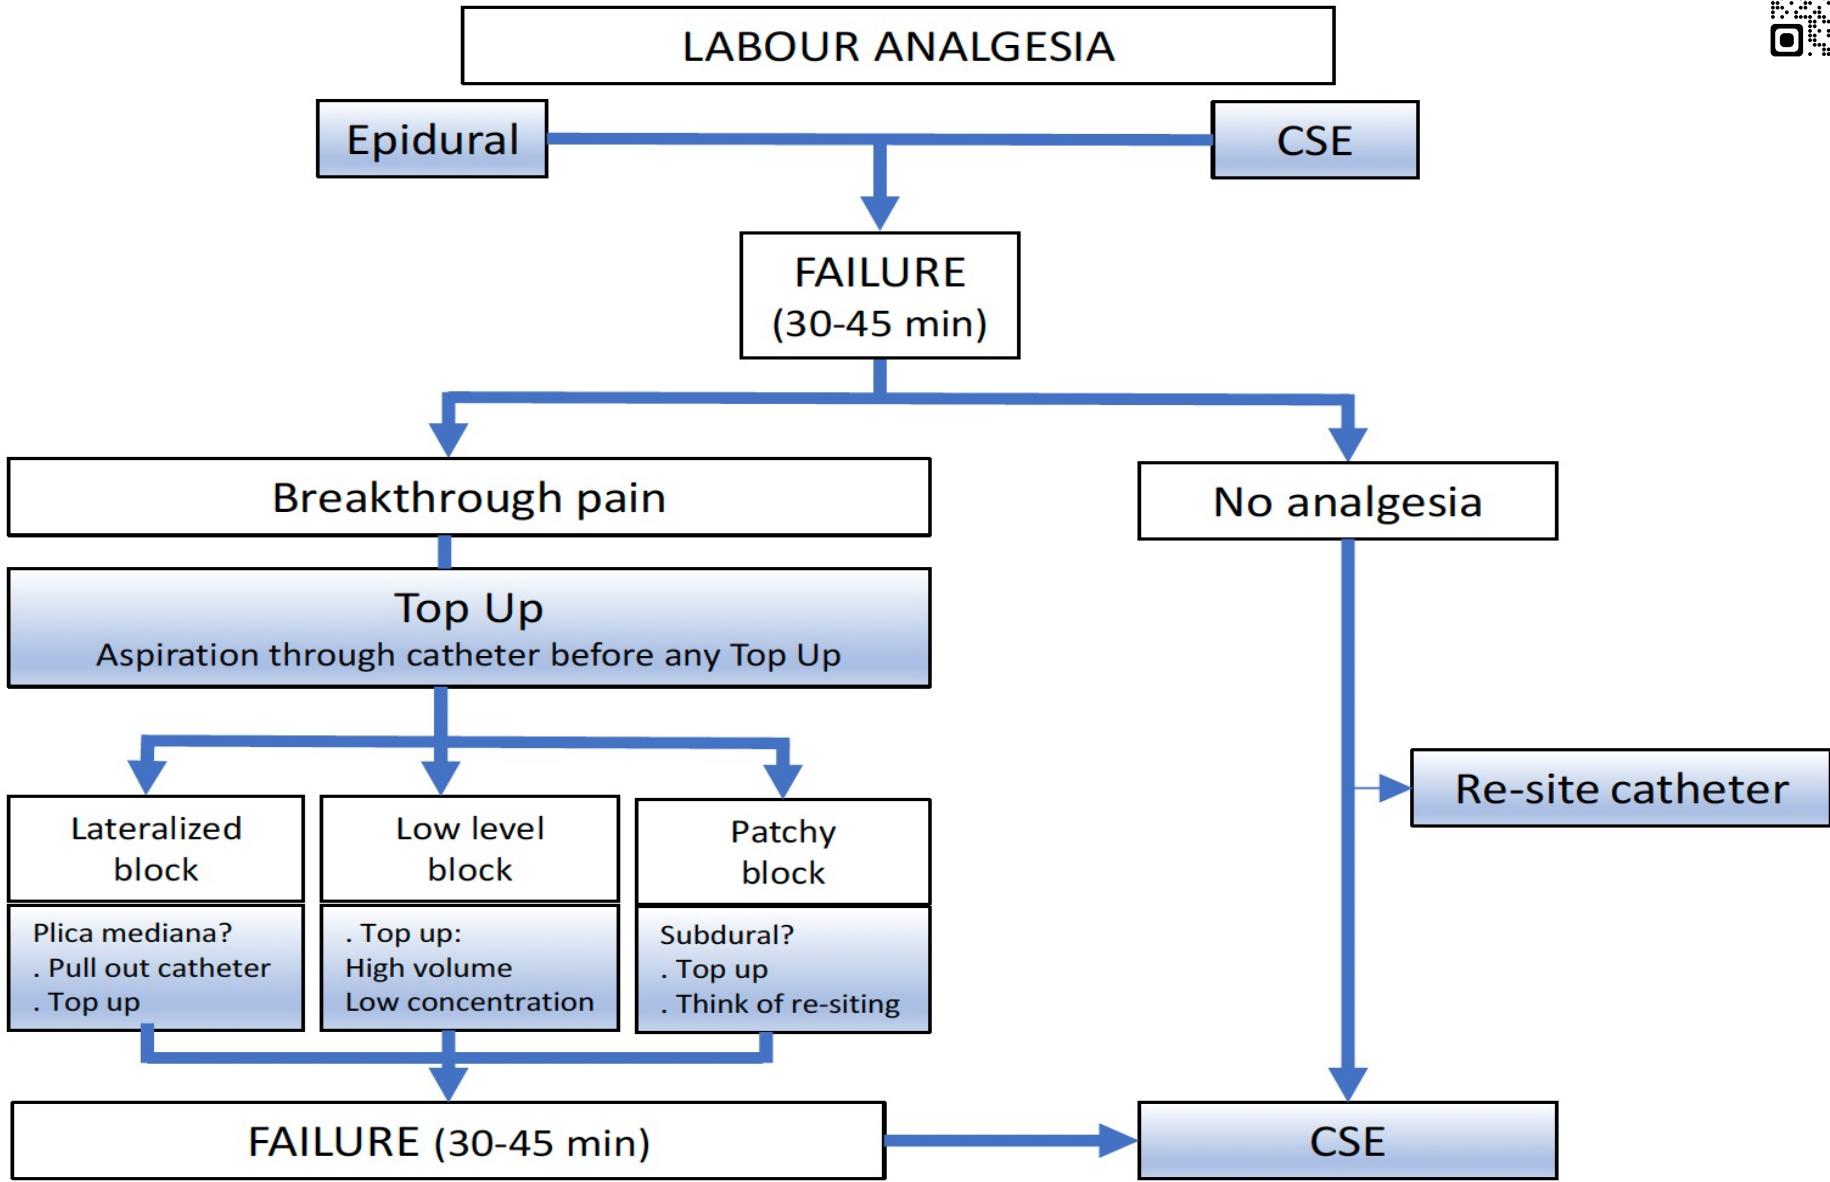 LABOUR ANALGESIA
Epidural
CSE
FAILURE
(30-45 min)
Breakthrough pain
No analgesia
Top Up
Aspiration through catheter before any Top Up
Re-site catheter
Lateralized
block
Plica mediana?
. Pull out catheter
. Top up
Low level
block
. Top up:
High volume
Low concentration
Patchy
block
Subdural?
. Top up
. Think of re-siting
FAILURE (30-45 min)
CSE